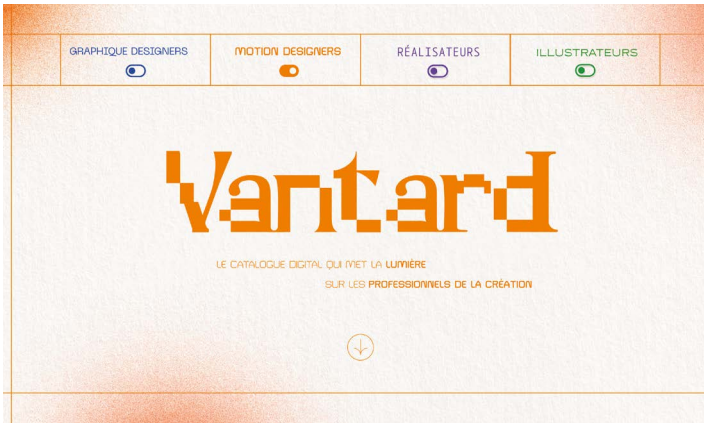 GRAPHIQUE DESIGNERS
MOTION DESIGNERS
RÉALISATEURS
ILLUSTRATEURS
Vantard
LE CATALOGUE DIGITAL QUI MET LA LUMIÈRE
SUR LES PROFESSIONNELS DE LA CRÉATION